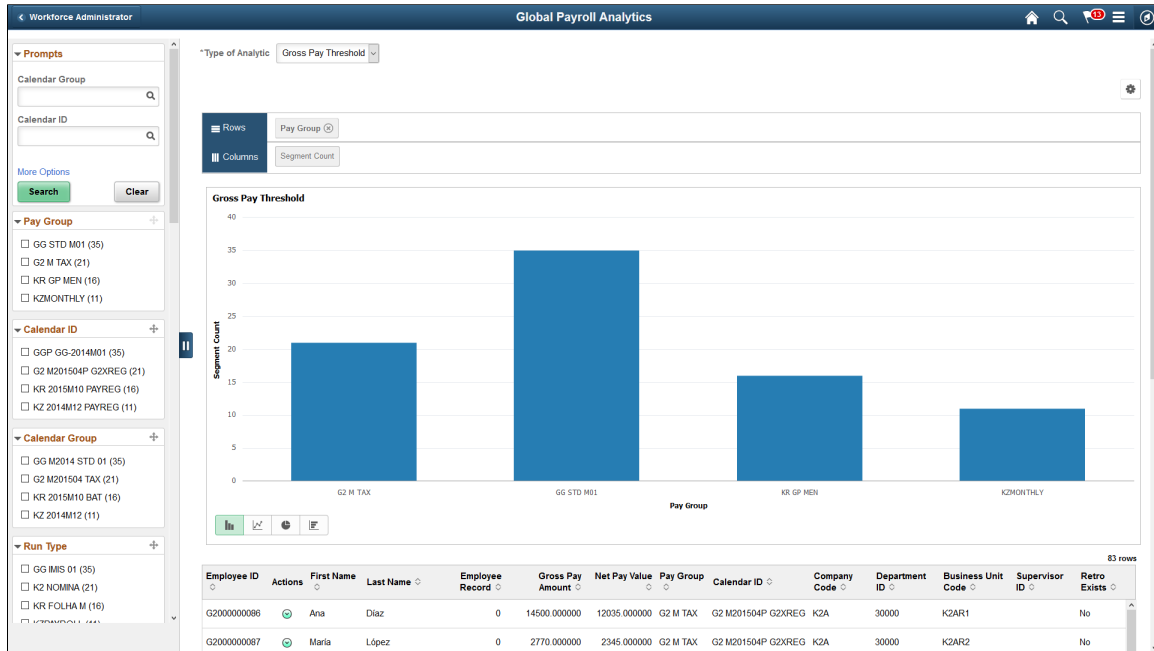 Workforce Administrator
Global Payroll Analytics
13
Prompts
Calendar Group
Calendar ID
More Options
Search Clear
Pay Group
GG STD M01 (35)
G2 M TAX (21)
KR GP MEN (16)
KZMONTHLY (11)
Calendar ID
GGP GG-2014M01 (35)
G2 M201504P G2XREG (21)
KR 2015M10 PAYREG (16)
KZ 2014M12 PAYREG (11)
Calendar Group
GG M2014 STD 01 (35)
G2 M201504 TAX (21)
KR 2015M10 BAT (16)
KZ 2014M12 (11)
Run Type
GG IMIS 01 (35)
K2 NOMINA (21)
KR FOLHA M (16)
*Type of Analytic Gross Pay Threshold
Rows Pay Group
Columns Segment Count
Gross Pay Threshold
40
35
30
25
20
15
10
5
0
Segment Count
G2 M TAX GG STD M01 KR GP MEN KZMONTHLY
Pay Group
83 rows
Employee ID Actions First Name Last Name Employee Record Gross Pay Amount Net Pay Value Pay Group Calendar ID Company Code Department ID Business Unit Code Supervisor ID Retro Exists
G2000000086 Ana Díaz 0 14500.000000 12035.000000 G2 M TAX G2 M201504P G2XREG K2A 30000 K2AR1 No
G2000000087 María López 0 2770.000000 2345.000000 G2 M TAX G2 M201504P G2XREG K2A 30000 K2AR2 No